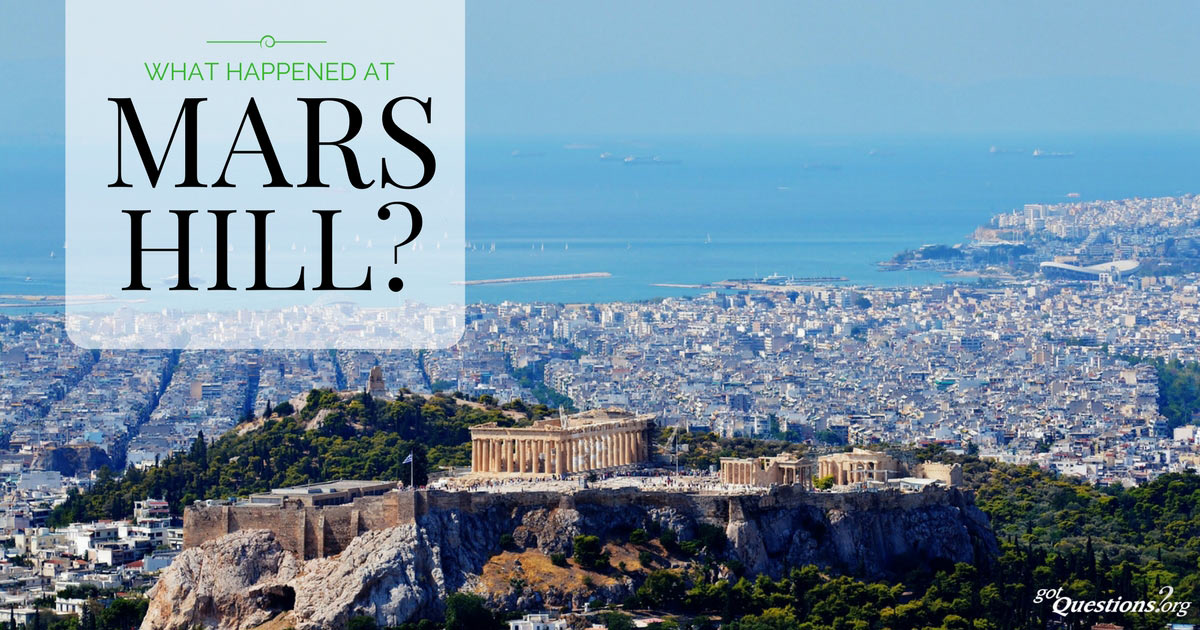 WHAT HAPPENED AT
MARS
HILL?
gotQuestions?.org